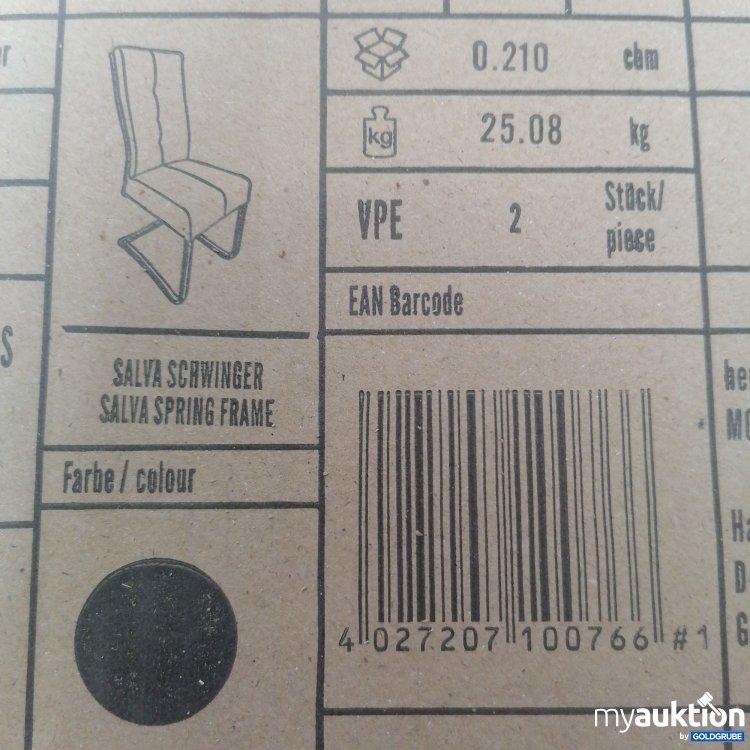 0.210 cbm
kg 25.08 kg
VPE 2 Stück/
piece
EAN Barcode
SALVA SCHWINGER
SALVA SPRING FRAME
Farbe / colour
4 027207 100766 #1
myauktion
by GOLDGRUBE